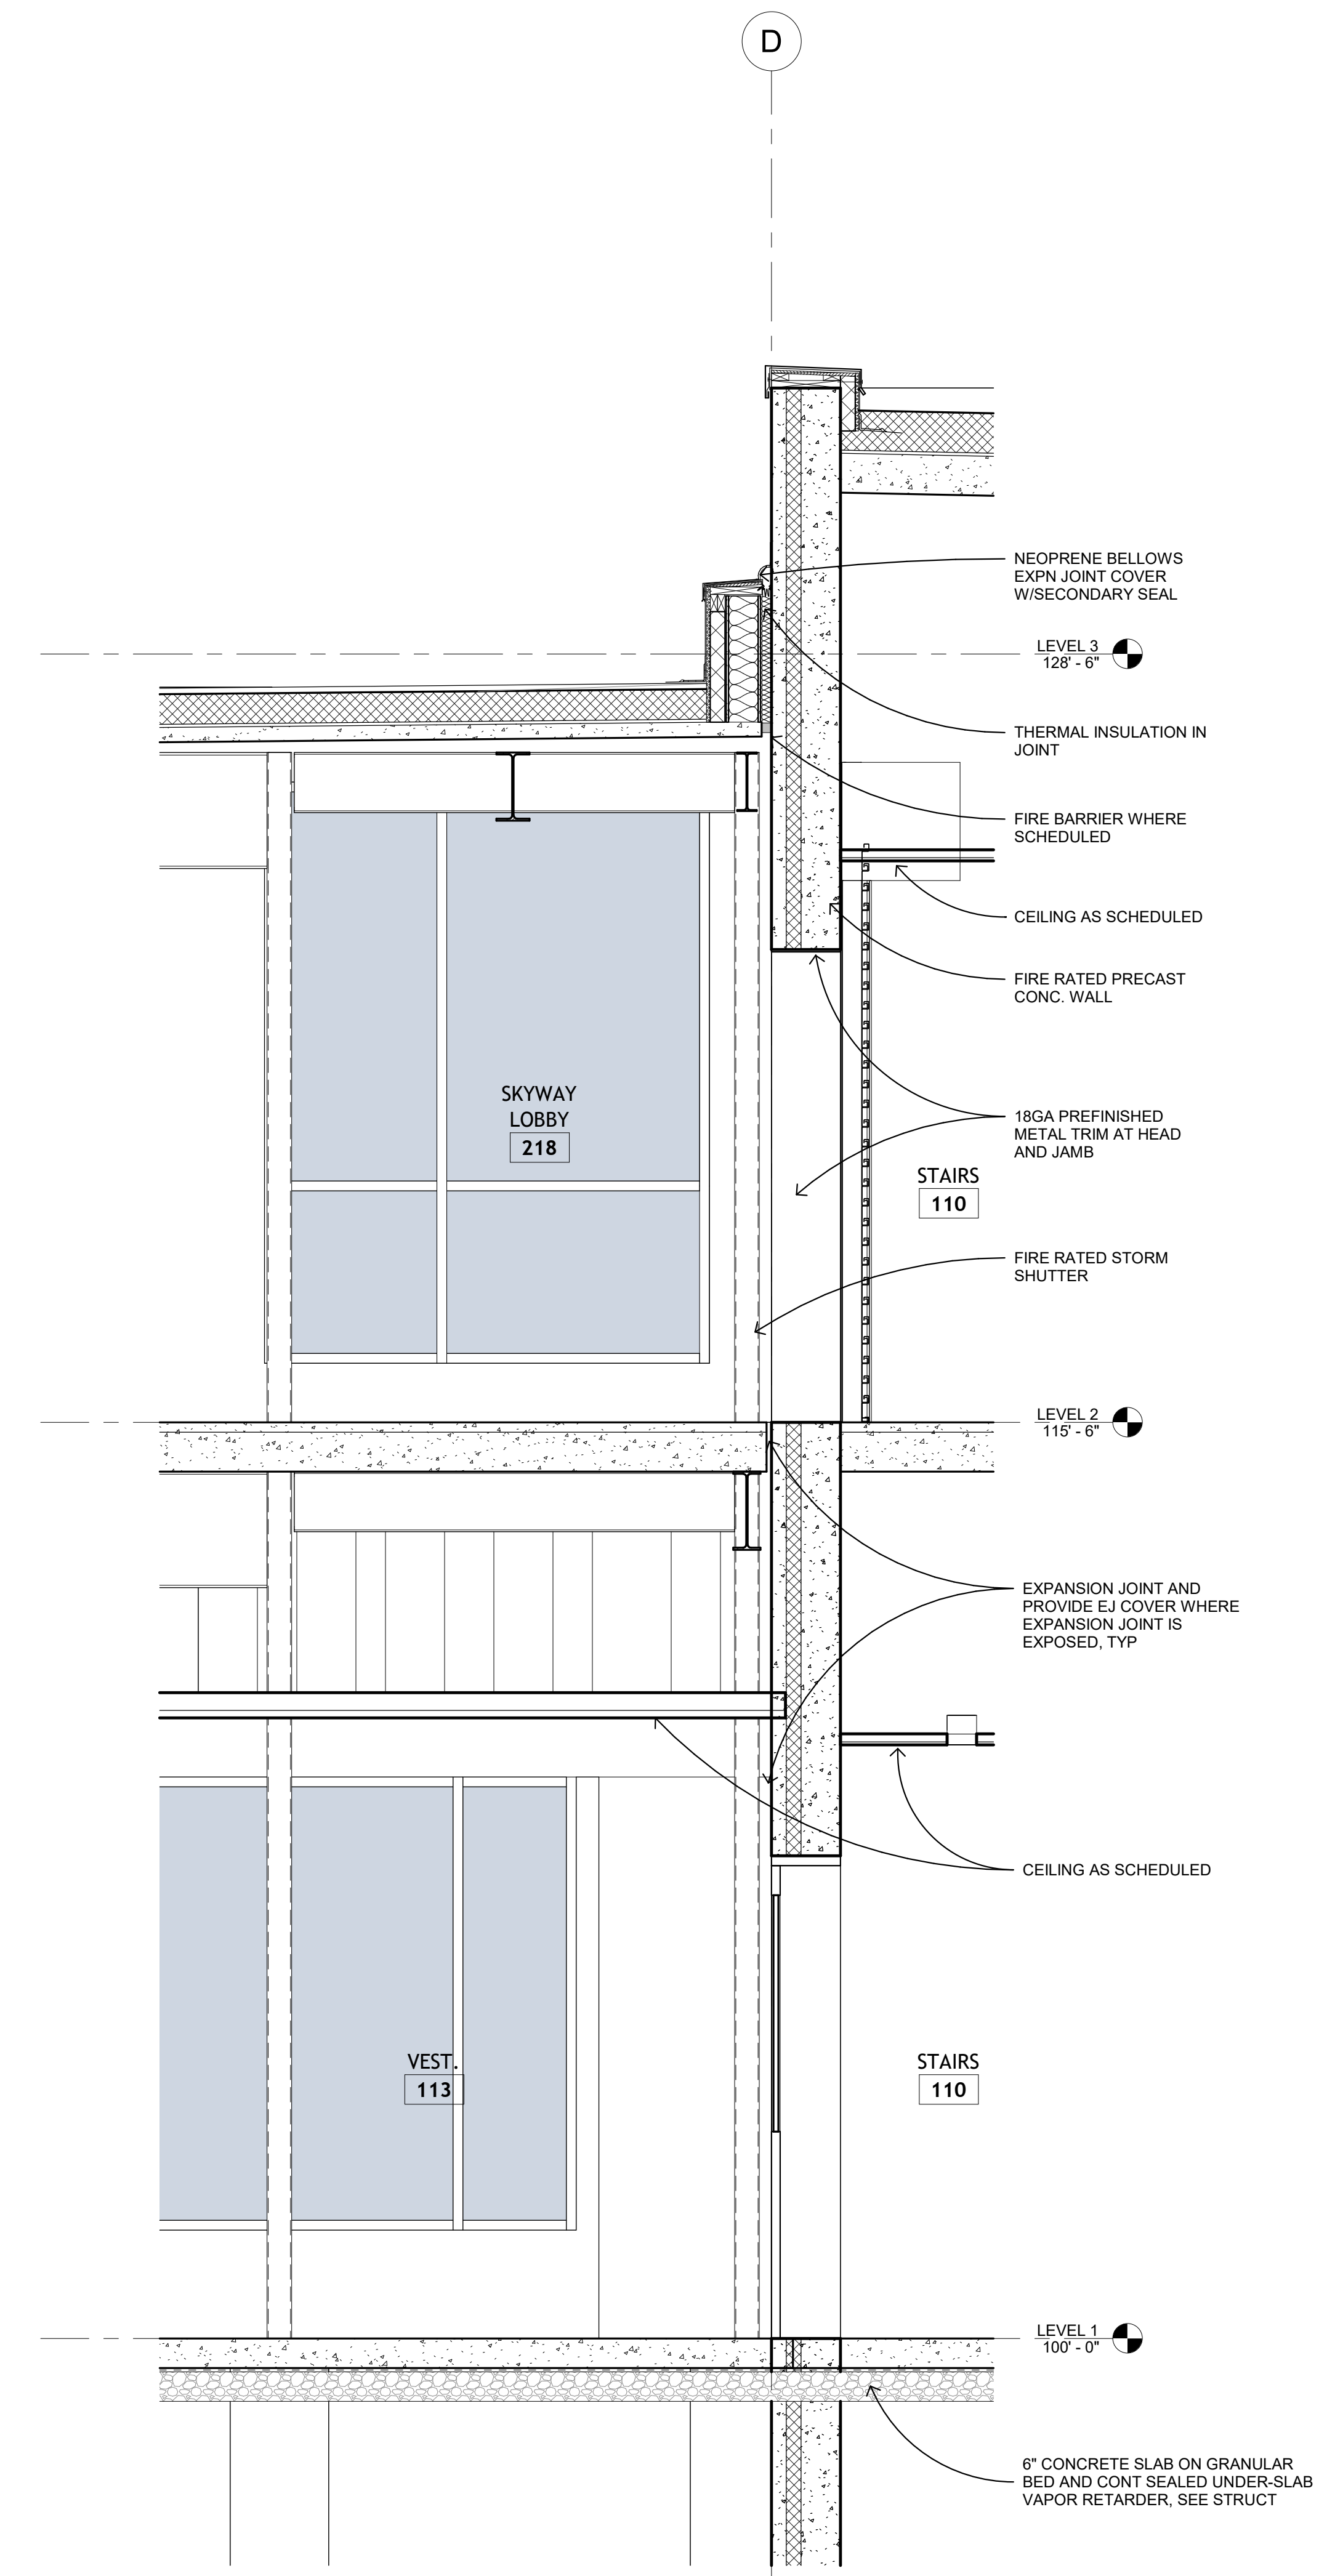 D
NEOPRENE BELLOWS
EXPN JOINT COVER
W/SECONDARY SEAL
LEVEL 3
128' - 6"
THERMAL INSULATION IN
JOINT
FIRE BARRIER WHERE
SCHEDULED
CEILING AS SCHEDULED
FIRE RATED PRECAST
CONC. WALL
SKYWAY
LOBBY
218
18GA PREFINISHED
METAL TRIM AT HEAD
AND JAMB
STAIRS
110
FIRE RATED STORM
SHUTTER
LEVEL 2
115' - 6"
EXPANSION JOINT AND
PROVIDE EJ COVER WHERE
EXPANSION JOINT IS
EXPOSED, TYP
CEILING AS SCHEDULED
VEST.
113
STAIRS
110
LEVEL 1
100' - 0"
6" CONCRETE SLAB ON GRANULAR
BED AND CONT SEALED UNDER-SLAB
VAPOR RETARDER, SEE STRUCT